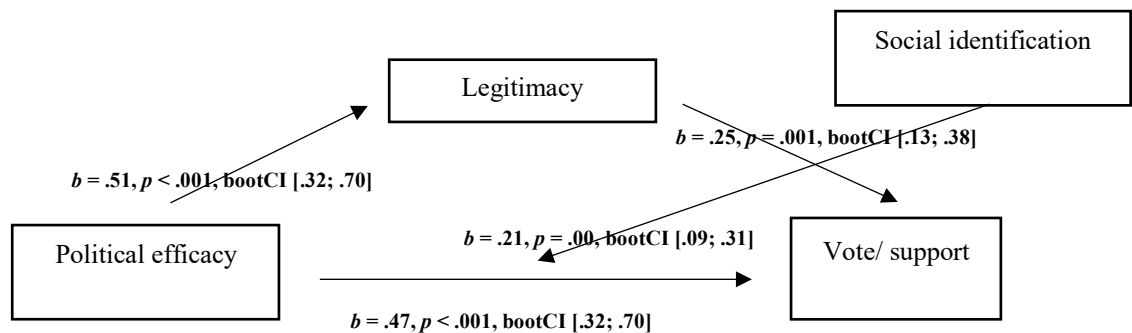 Social identification
Legitimacy
b = .25, p = .001, bootCI [.13; .38]
b = .51, p < .001, bootCI [.32; .70]
Political efficacy
b = .21, p = .00, bootCI [.09; .31]
Vote/ support
b = .47, p < .001, bootCI [.32; .70]